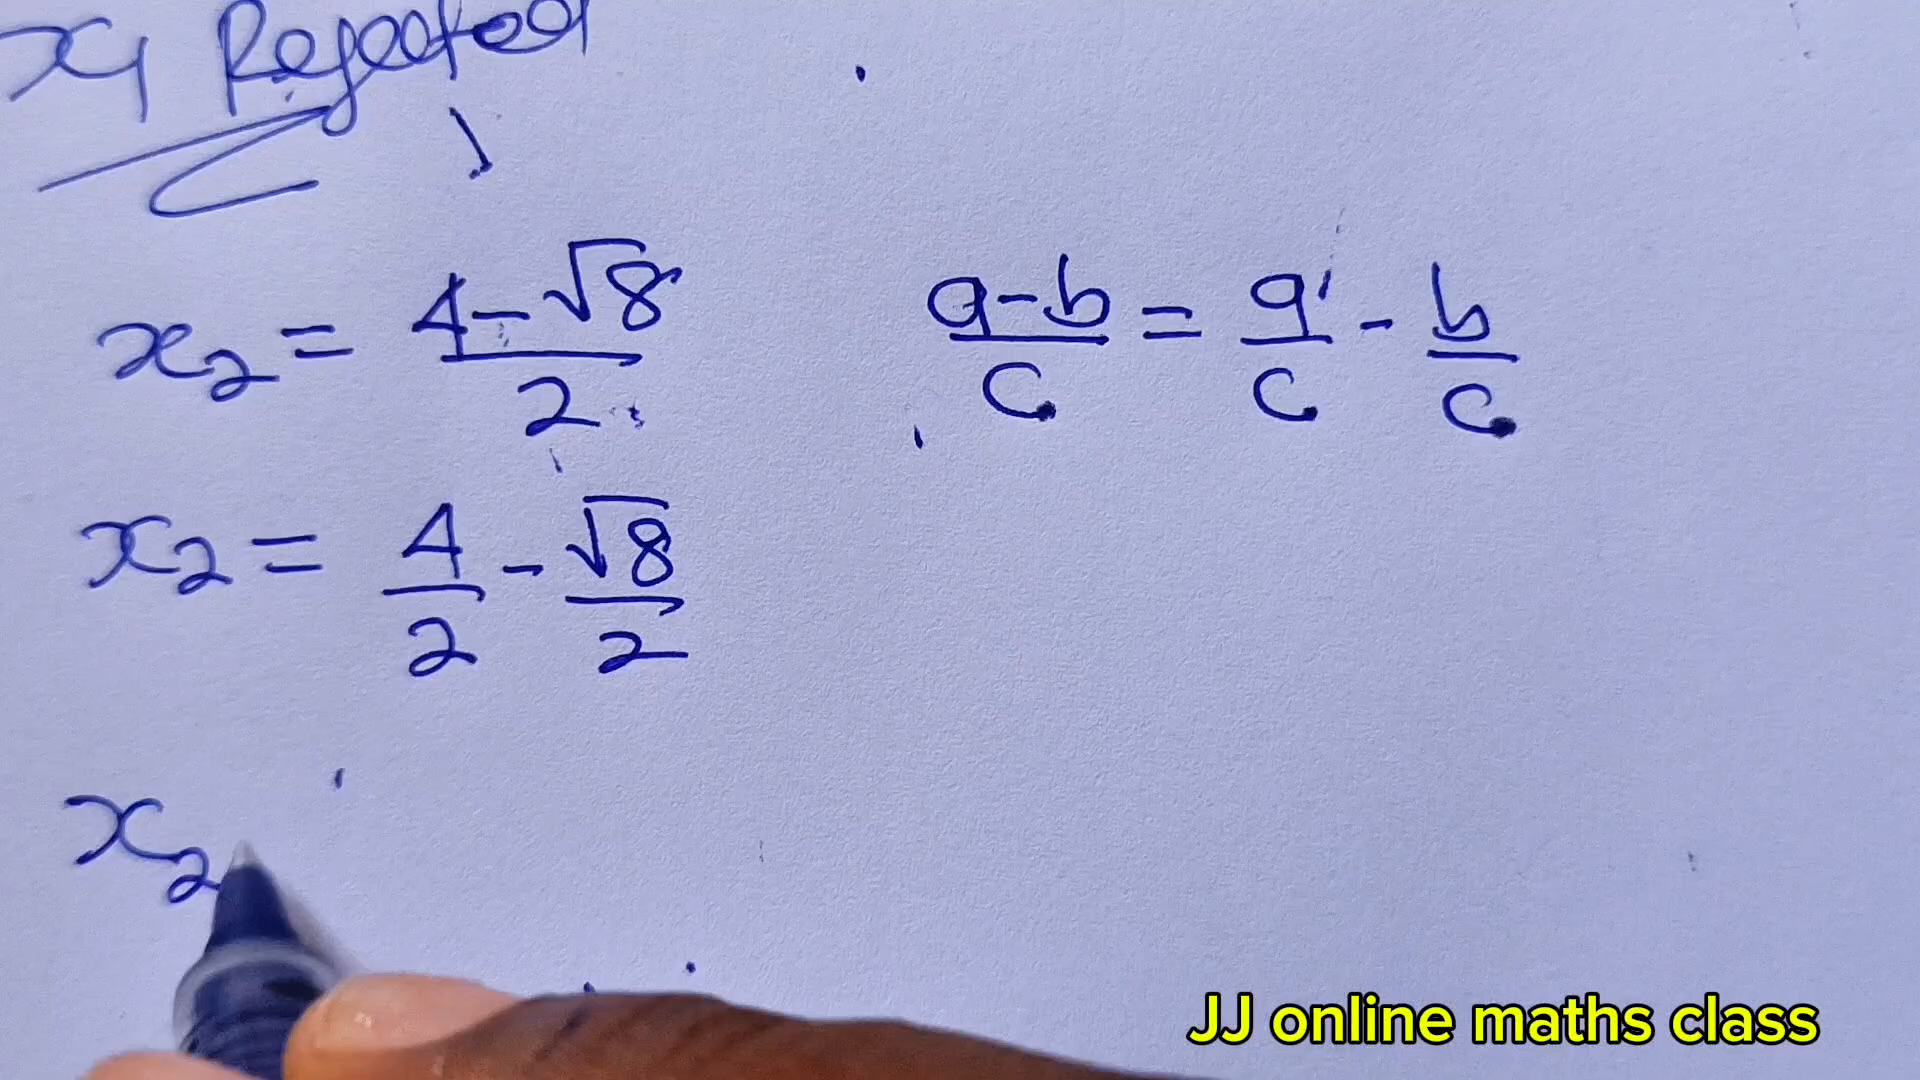 x₁ Rejected
x₂ = (4 - √8)/2
(a - b)/c = a/c - b/c
x₂ = 4/2 - √8/2
x₂
JJ online maths class